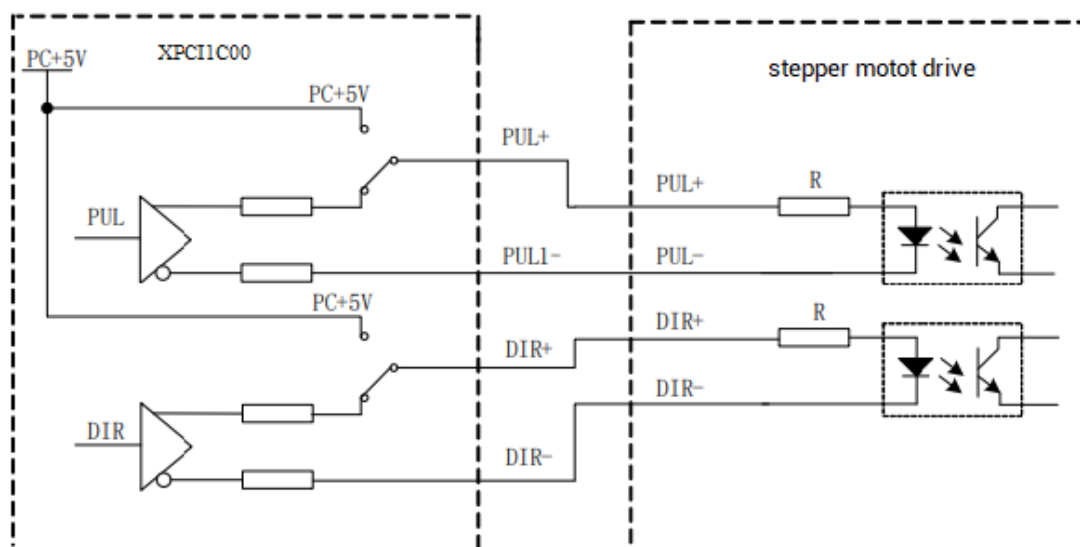 XPCI1C00
PC+5V
stepper motot drive
PC+5V
PUL+
PUL+
R
PUL
PUL1-
PUL-
PC+5V
DIR+
R
DIR+
DIR-
DIR
DIR-